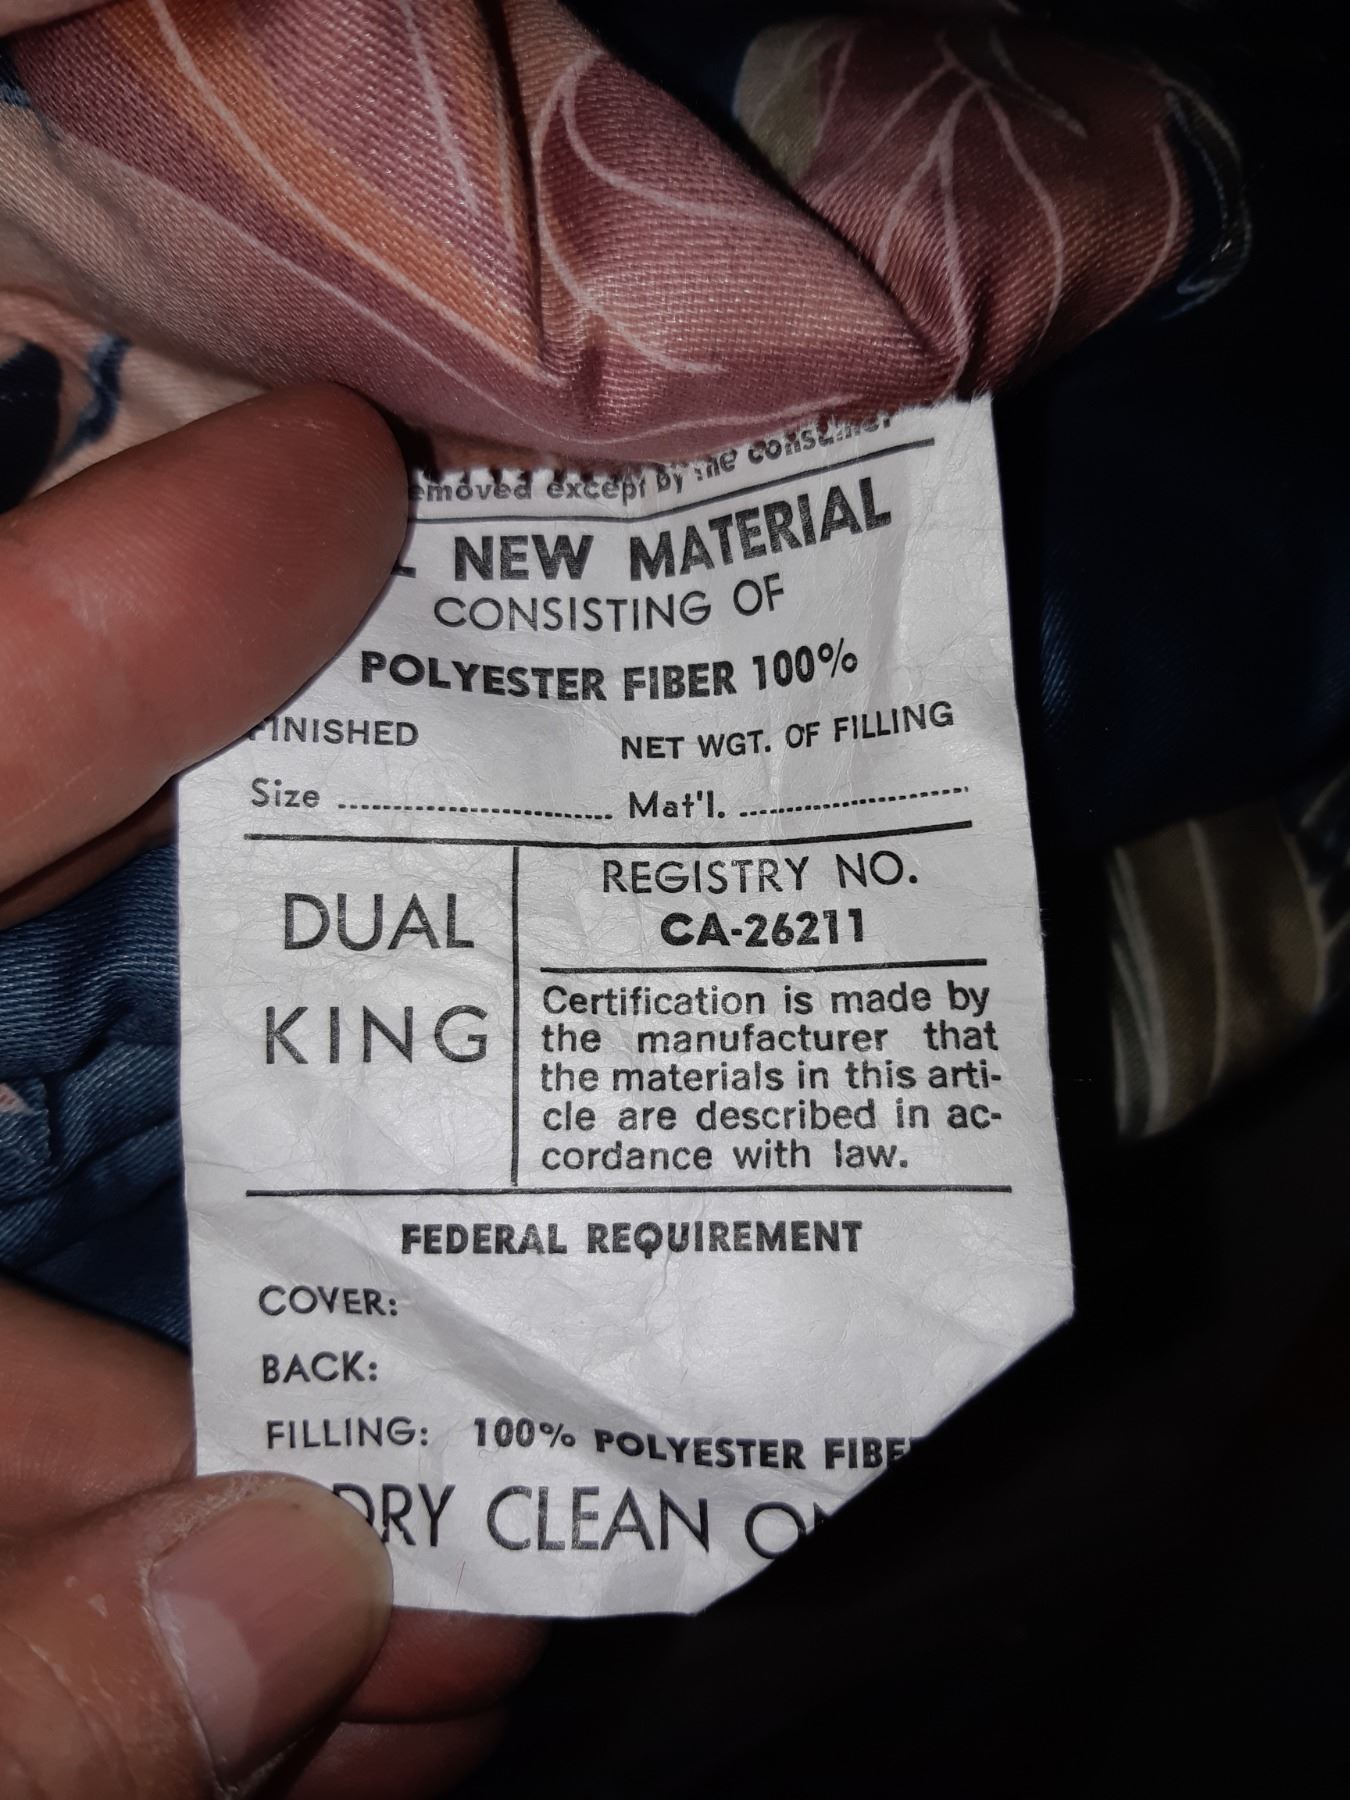 emoved except by the consumer
L NEW MATERIAL
CONSISTING OF
POLYESTER FIBER 100%
FINISHED NET WGT. OF FILLING
Size ........................... Mat'l. ...........................
DUAL
KING
REGISTRY NO.
CA-26211
Certification is made by
the manufacturer that
the materials in this arti-
cle are described in ac-
cordance with law.
FEDERAL REQUIREMENT
COVER:
BACK:
FILLING: 100% POLYESTER FIBE
DRY CLEAN ON